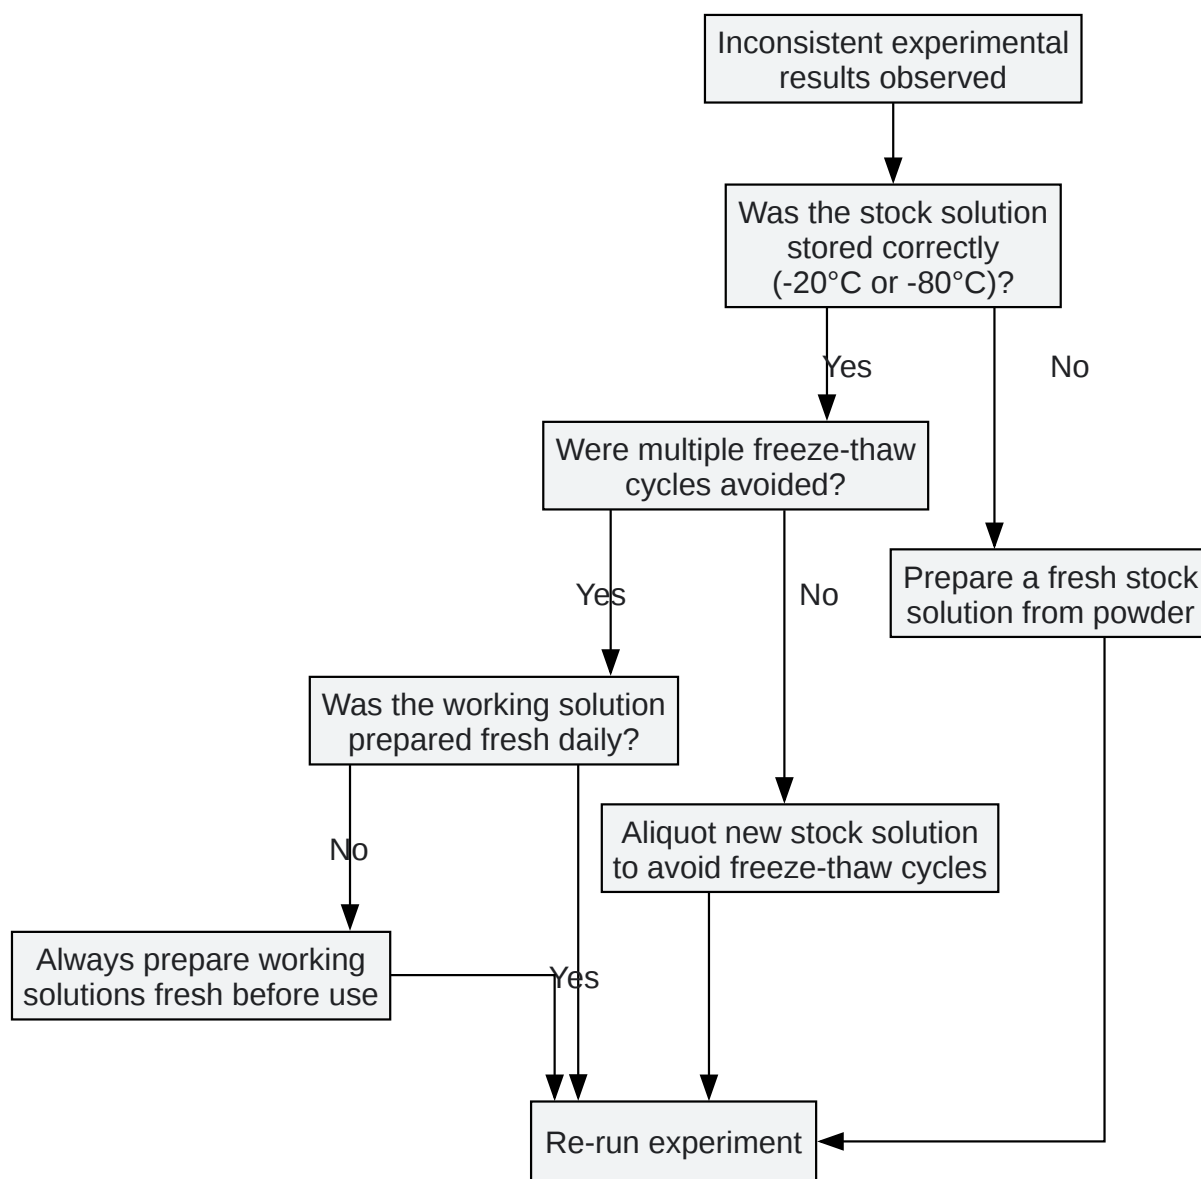 Inconsistent experimental
results observed
Was the stock solution
stored correctly
(-20°C or -80°C)?
Yes
No
Were multiple freeze-thaw
cycles avoided?
Yes
No
Prepare a fresh stock
solution from powder
Was the working solution
prepared fresh daily?
No
Aliquot new stock solution
to avoid freeze-thaw cycles
Always prepare working
solutions fresh before use
Yes
Re-run experiment